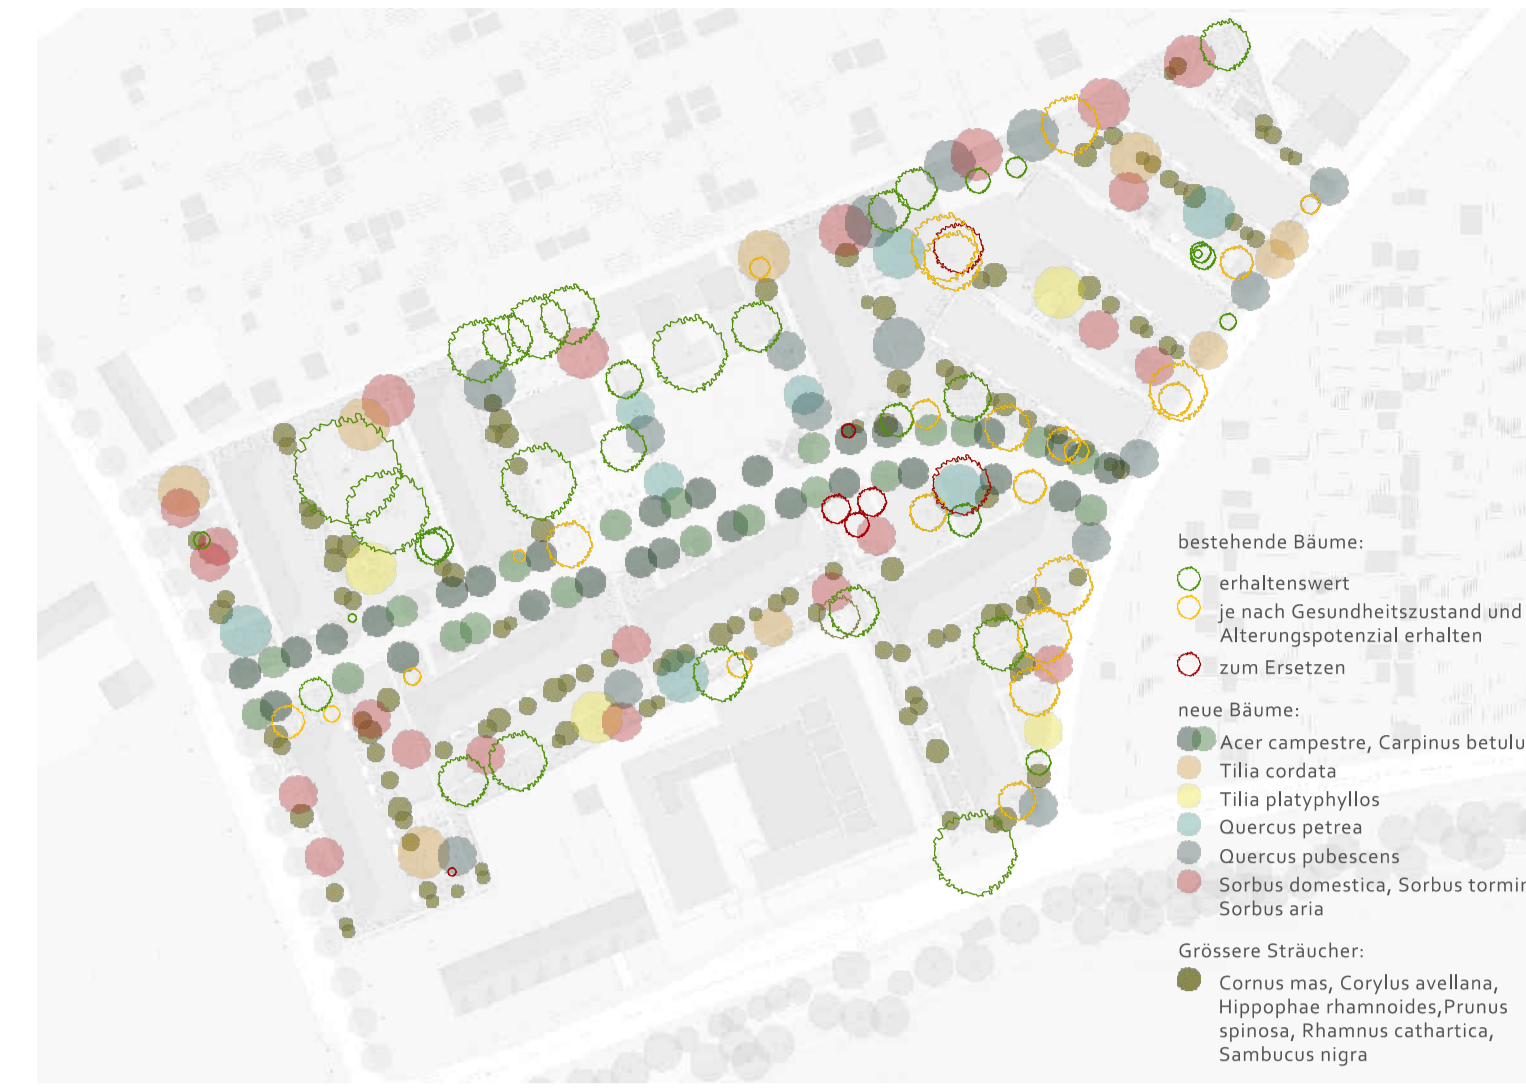 bestehende Bäume:
erhaltenswert
je nach Gesundheitszustand und
Alterungspotenzial erhalten
zum Ersetzen
neue Bäume:
Acer campestre, Carpinus betulu
Tilia cordata
Tilia platyphyllos
Quercus petrea
Quercus pubescens
Sorbus domestica, Sorbus tormin
Sorbus aria
Grössere Sträucher:
Cornus mas, Corylus avellana,
Hippophae rhamnoides,Prunus
spinosa, Rhamnus cathartica,
Sambucus nigra